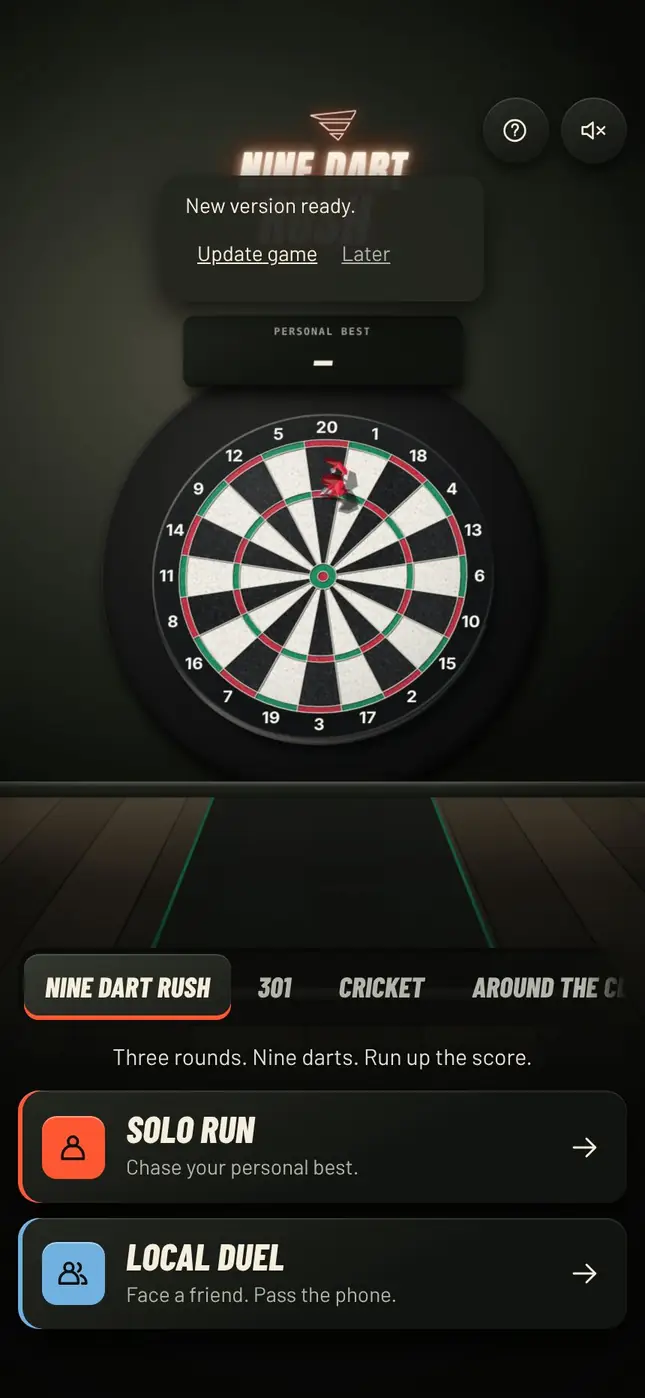 NINE DART
New version ready.
Update game Later
PERSONAL BEST
–
20
5 1
12 18
9 4
14 13
11 6
8 10
16 15
7 2
19 17
3
NINE DART RUSH 301 CRICKET AROUND THE
Three rounds. Nine darts. Run up the score.
SOLO RUN
Chase your personal best.
LOCAL DUEL
Face a friend. Pass the phone.